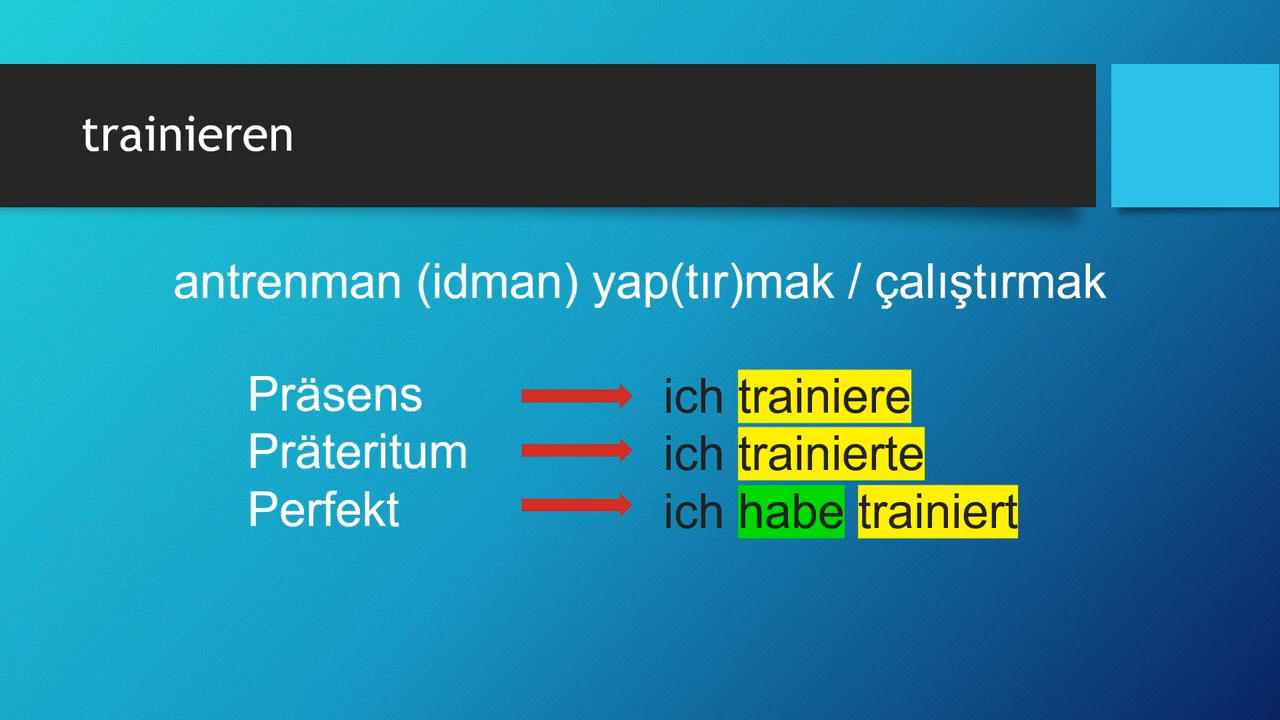 trainieren
antrenman (idman) yap(tır)mak / çalıştırmak
Präsens ich trainiere
Präteritum ich trainierte
Perfekt ich habe trainiert